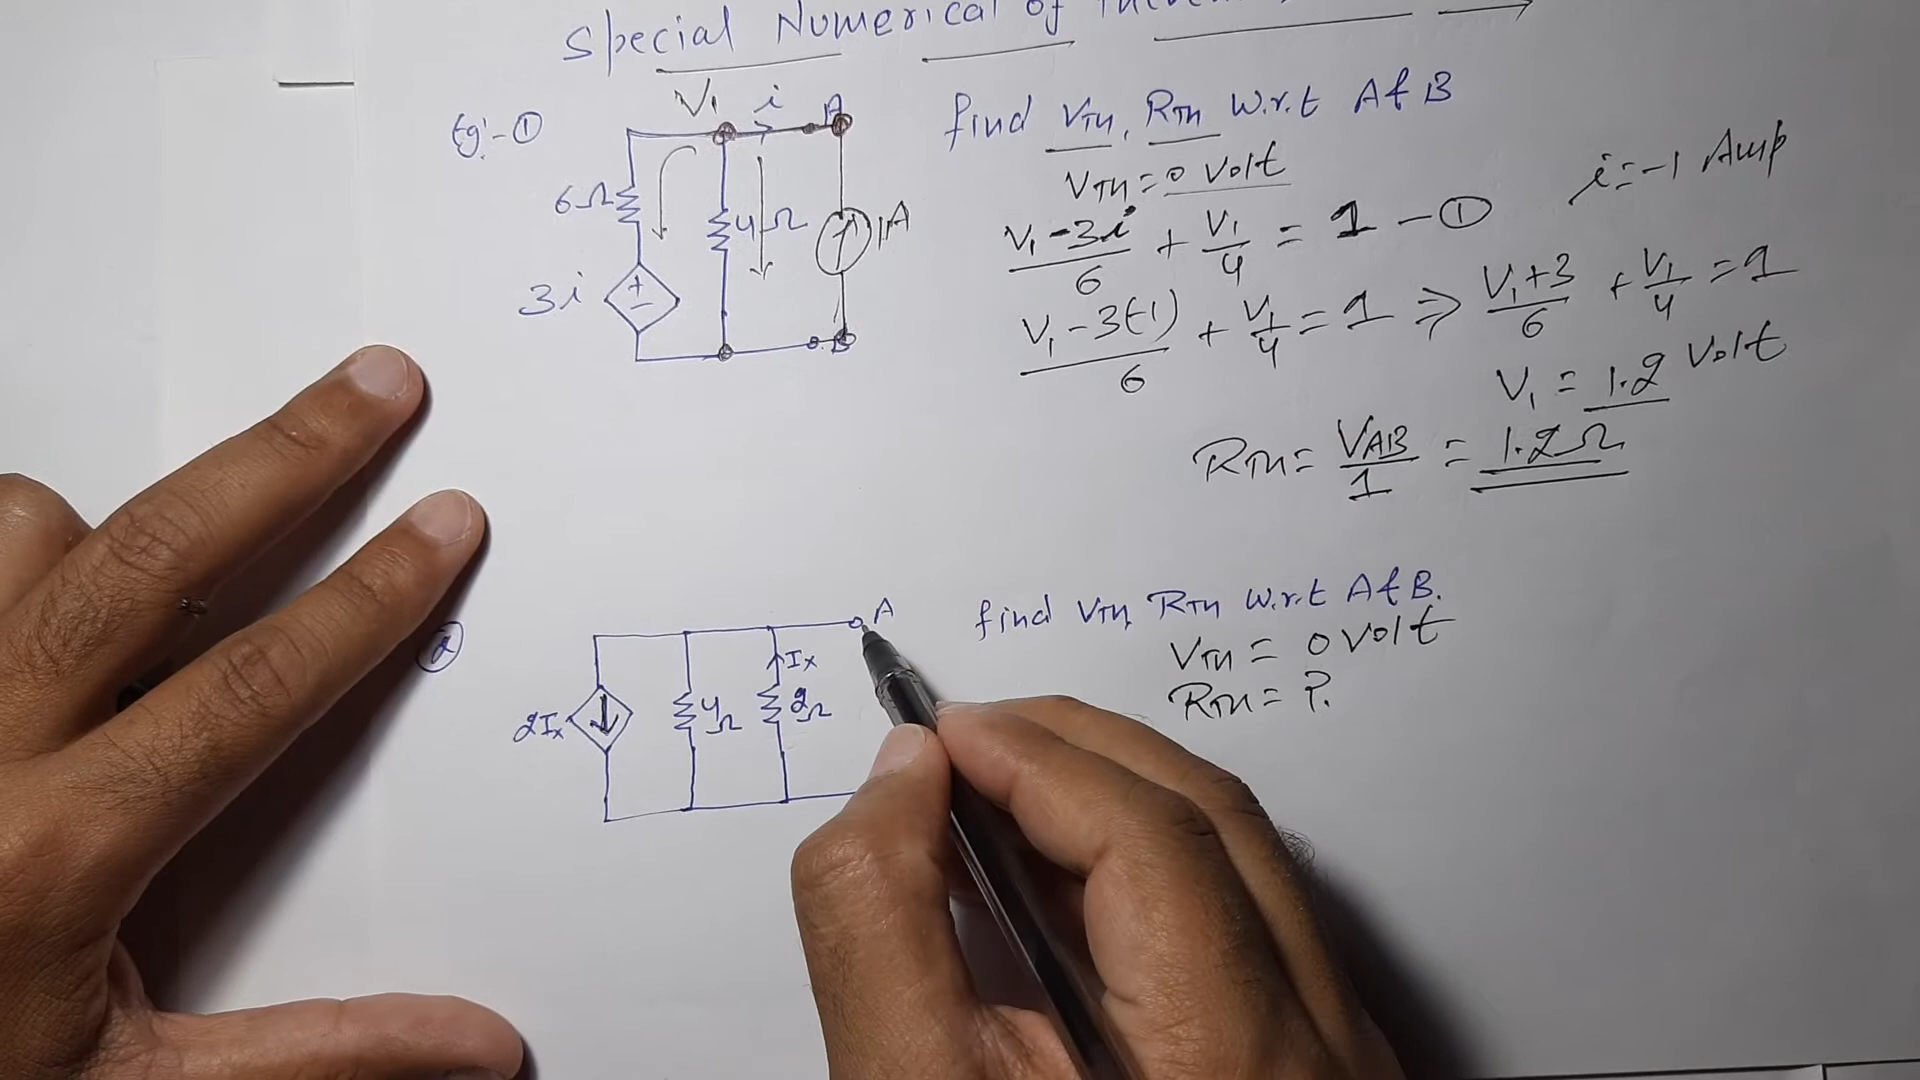 Special Numerical of
Eg:- ①
V₁ i A
6Ω
4Ω
1A
3i
+
-
B
find VTH, RTH w.r.t A & B
VTH = 0 Volt
i = -1 Amp
V₁ - 3i / 6 + V₁ / 4 = 1 - ①
V₁ - 3(-1) / 6 + V₁ / 4 = 1 ⇒ V₁ + 3 / 6 + V₁ / 4 = 1
V₁ = 1.2 Volt
RTH = VAB / 1 = 1.2Ω
②
A
Ix
2Ix
4Ω
2Ω
find VTH, RTH w.r.t A & B.
VTH = 0 Volt
RTH = ?.